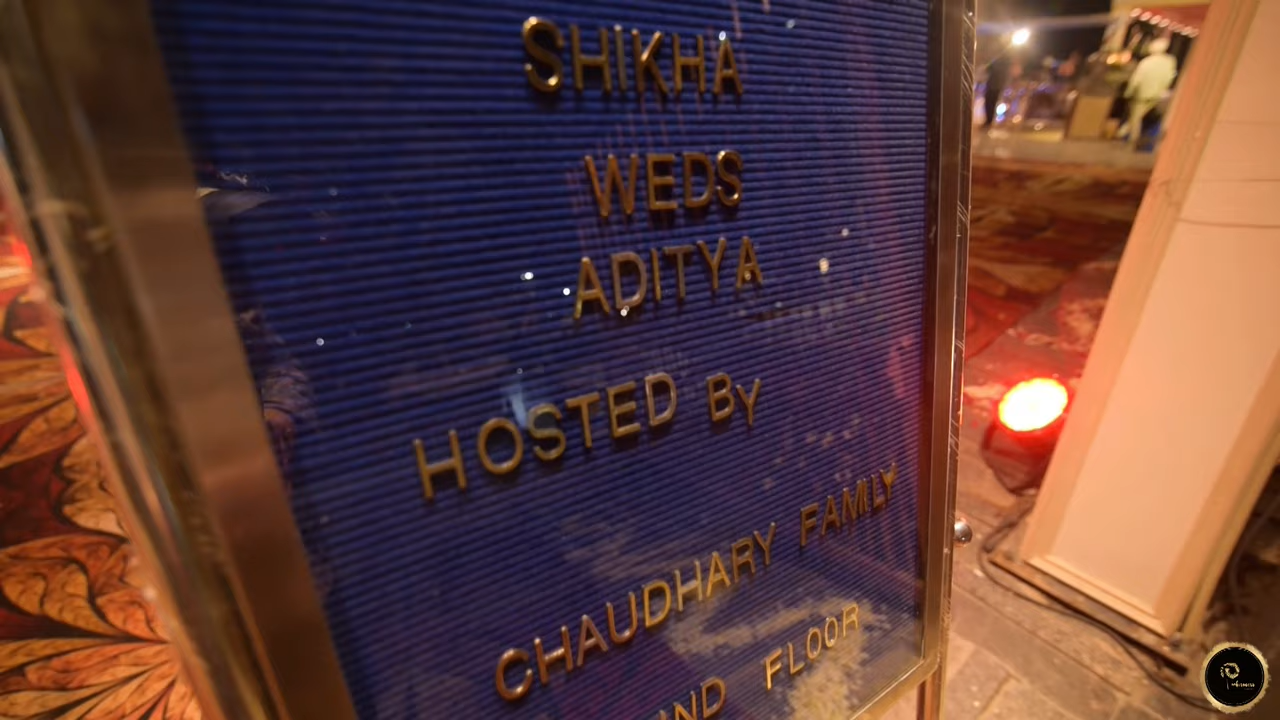 SHIKHA
WEDS
ADITYA
HOSTED BY
CHAUDHARY FAMILY
FLOOR